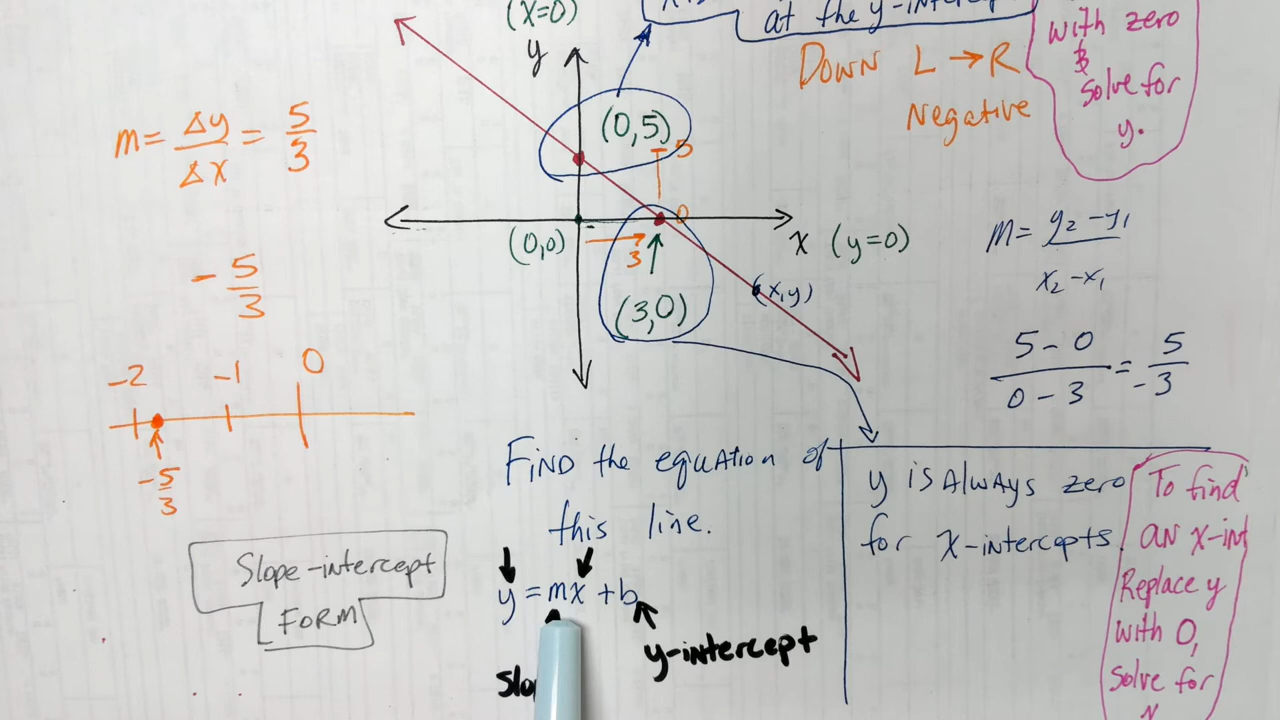 (X=0)
at the y-intercept
y
DOWN L → R
Negative
with zero
&
solve for
y.
m = Δy/Δx = 5/3
(0,5)
5
0
(0,0)
3
x (y=0)
(3,0)
(x,y)
m = y₂ - y₁
x₂ - x₁
5 - 0
0 - 3
= 5/-3
- 5/3
-2 -1 0
-5/3
Slope-intercept
FORM
FIND the equation of
this line.
y = mx + b
y-intercept
y is Always zero
for X-intercepts.
To find
an x-int
Replace y
with 0,
solve for